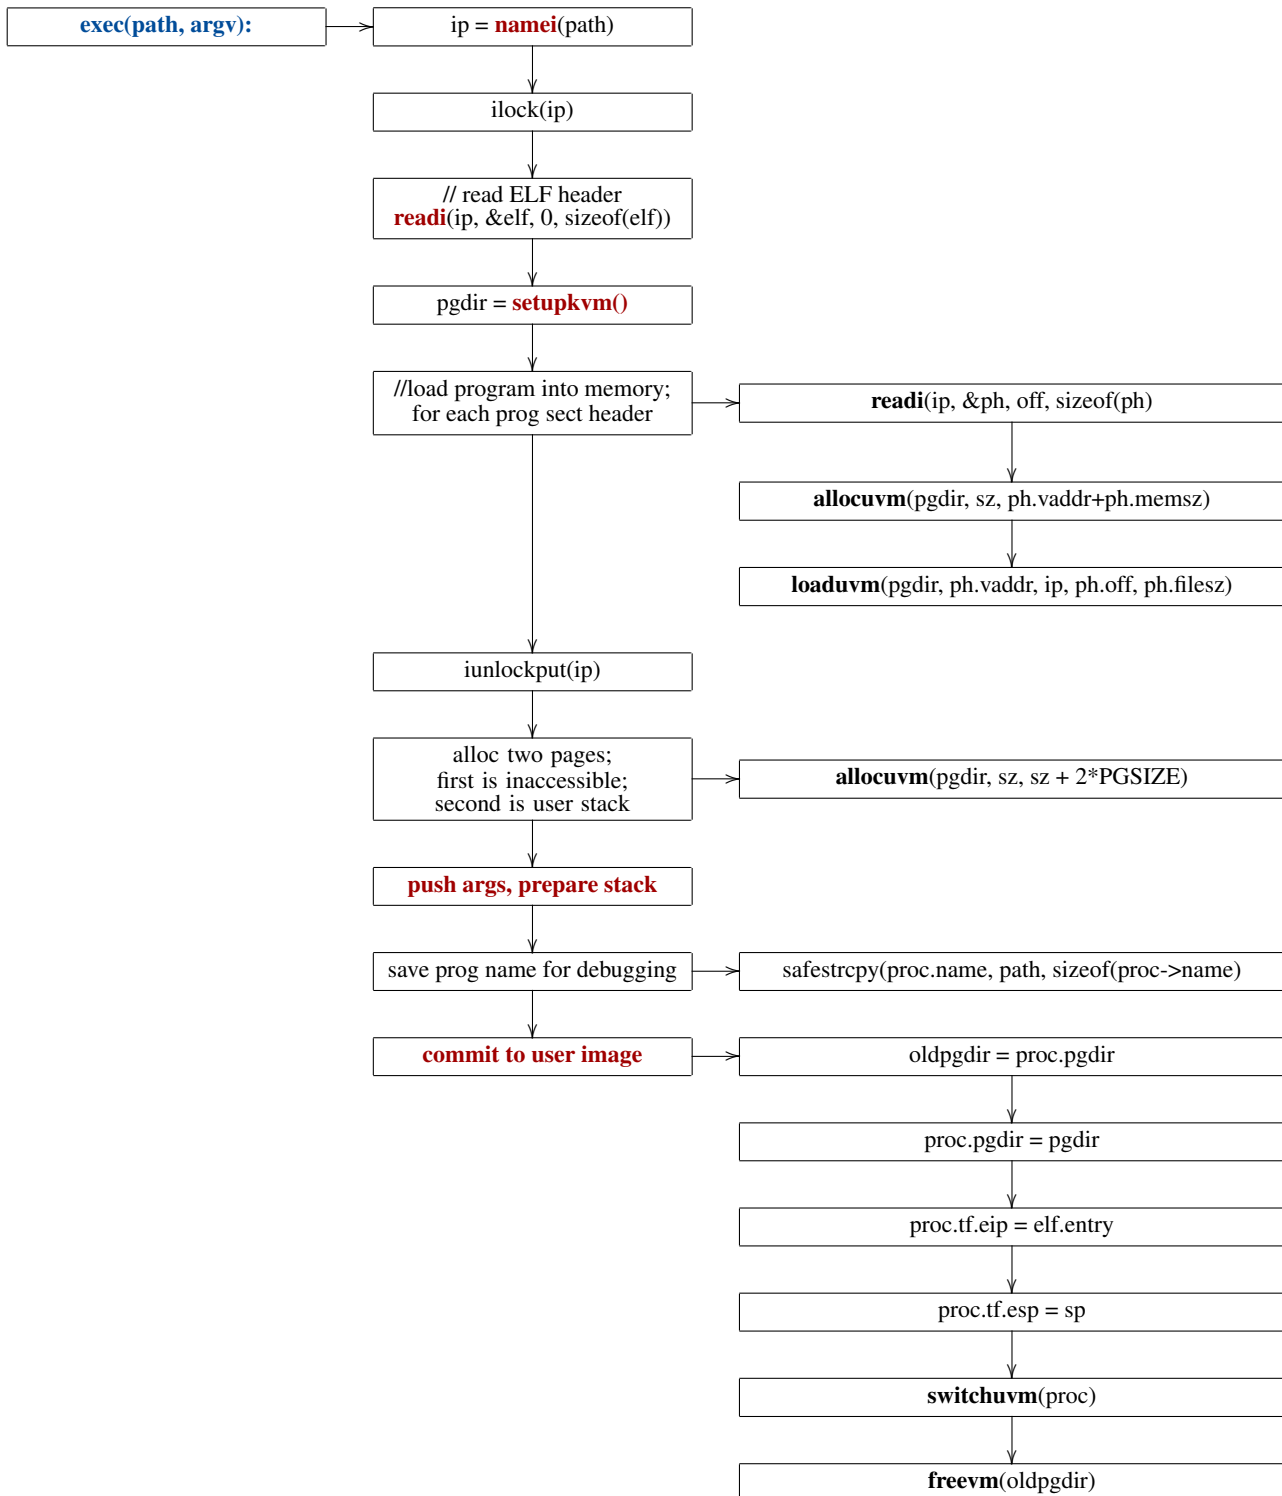 exec(path, argv):
ip = namei(path)
ilock(ip)
// read ELF header
readi(ip, &elf, 0, sizeof(elf))
pgdir = setupkvm()
//load program into memory;
for each prog sect header
readi(ip, &ph, off, sizeof(ph)
allocuvm(pgdir, sz, ph.vaddr+ph.memsz)
loaduvm(pgdir, ph.vaddr, ip, ph.off, ph.filesz)
iunlockput(ip)
alloc two pages;
first is inaccessible;
second is user stack
allocuvm(pgdir, sz, sz + 2*PGSIZE)
push args, prepare stack
save prog name for debugging
safestrcpy(proc.name, path, sizeof(proc->name)
commit to user image
oldpgdir = proc.pgdir
proc.pgdir = pgdir
proc.tf.eip = elf.entry
proc.tf.esp = sp
switchuvm(proc)
freevm(oldpgdir)